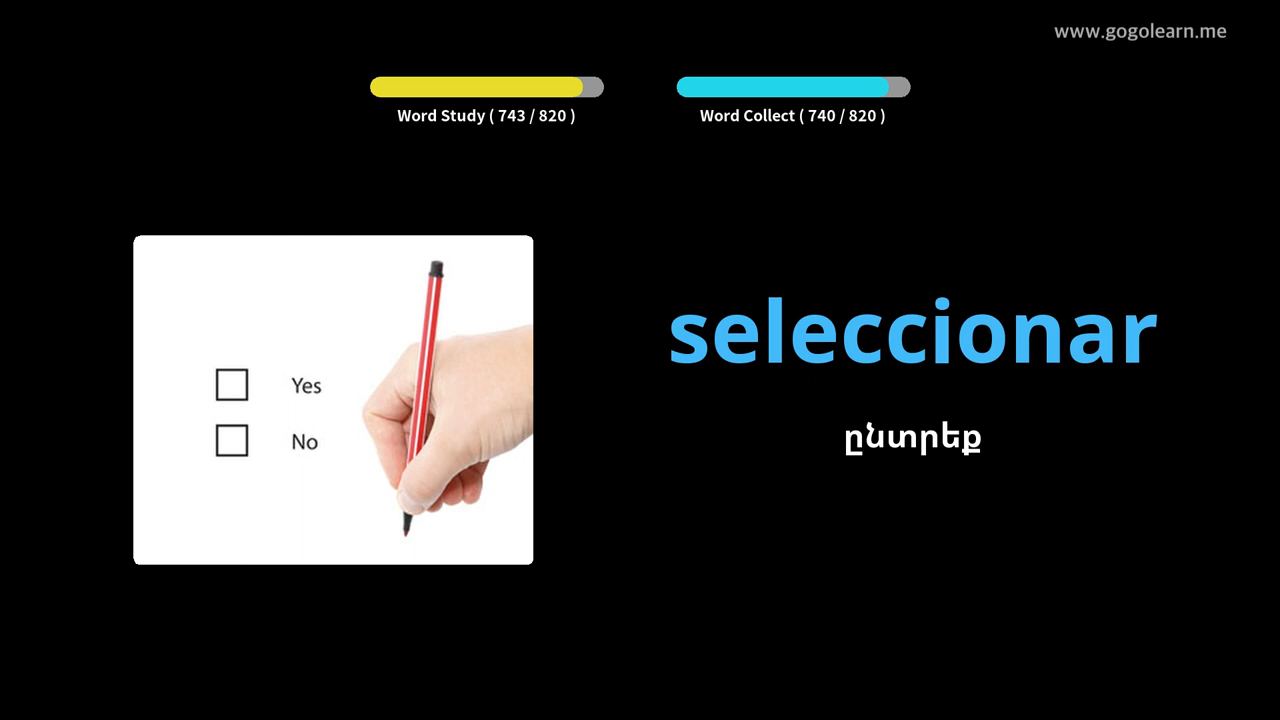 www.gogolearn.me
Word Study ( 743 / 820 )
Word Collect ( 740 / 820 )
Yes
No
seleccionar
ընտրեք